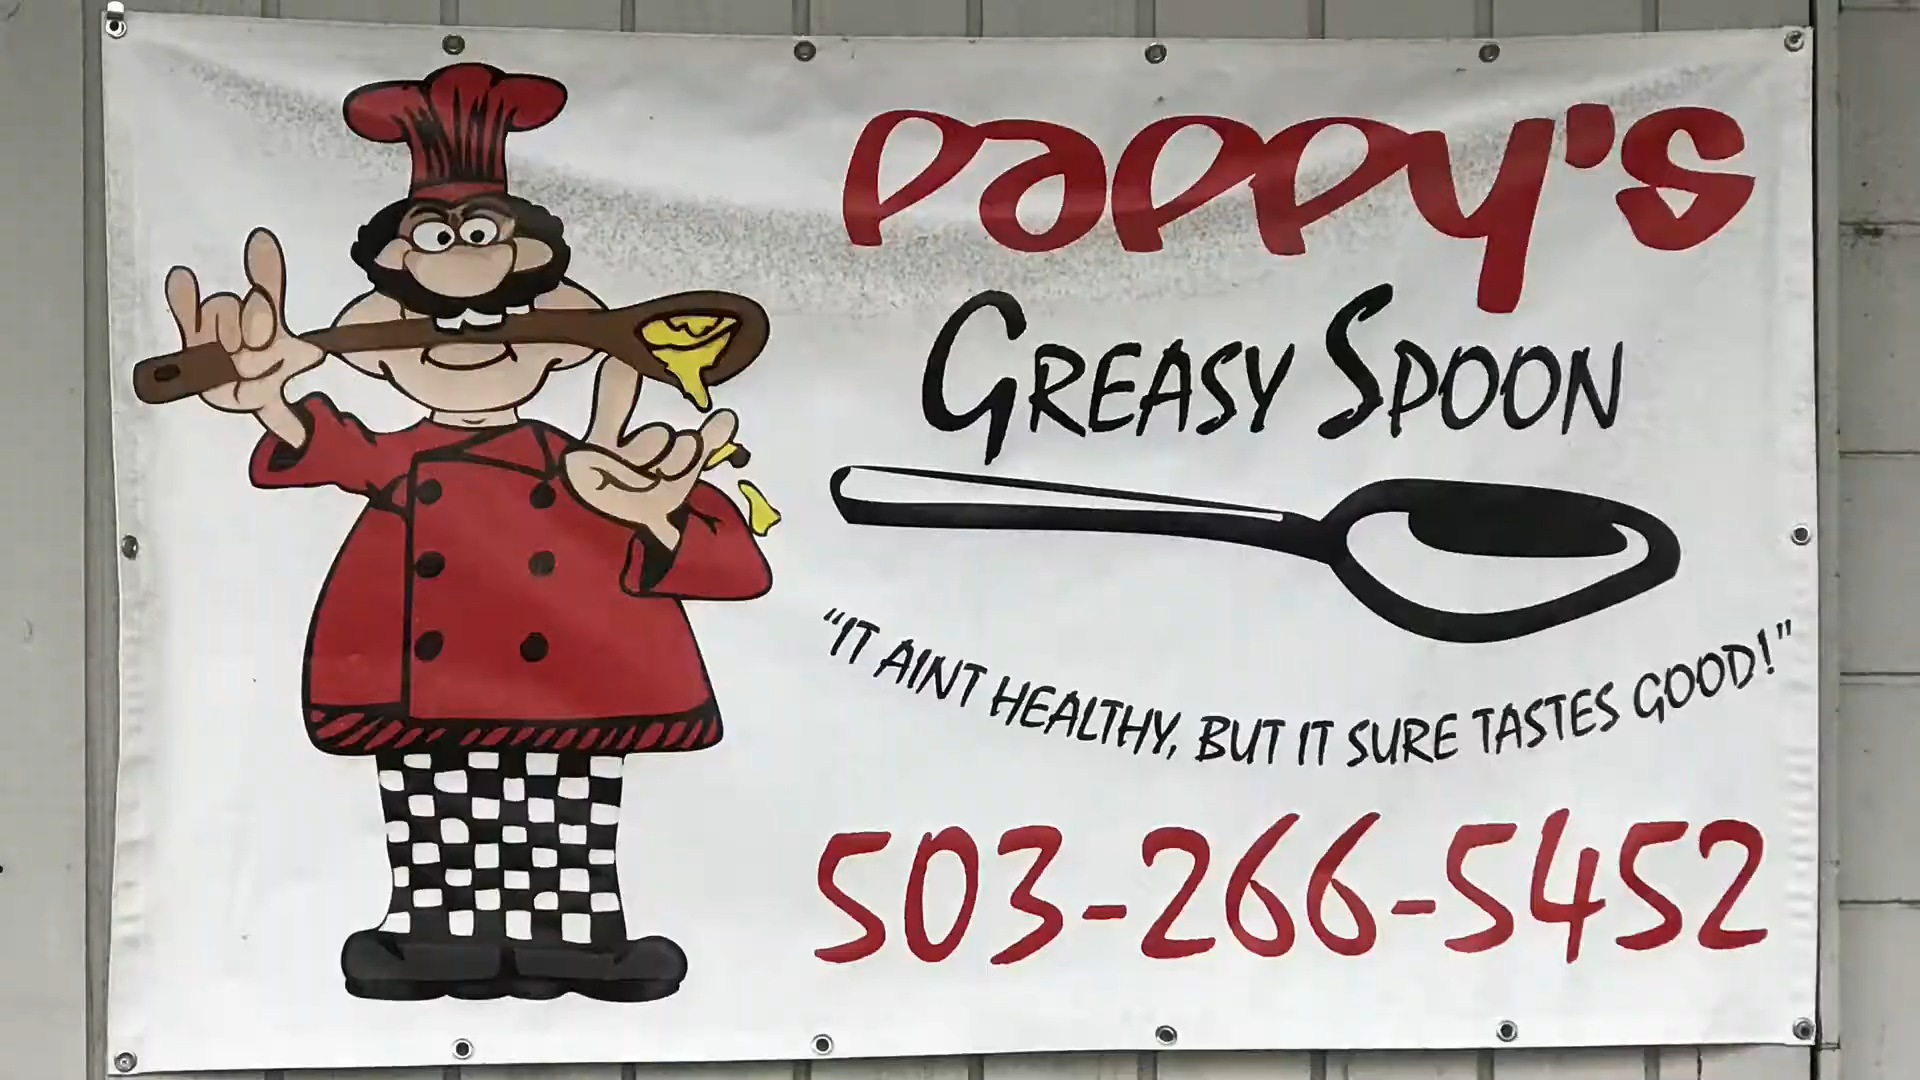 PAPPY'S
GREASY SPOON
"IT AINT HEALTHY, BUT IT SURE TASTES GOOD!"
503-266-5452